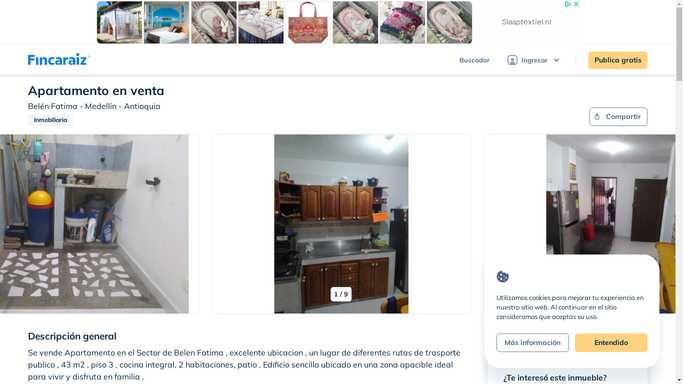 Slaaptextiel.nl
Fincaraiz
Buscador
Ingresar
Publica gratis
Apartamento en venta
Belén Fatima - Medellín - Antioquia
Inmobiliaria
Compartir
1 / 9
Utilizamos cookies para mejorar tu experiencia en
nuestro sitio web. Al continuar en el sitio
consideramos que aceptas su uso.
Más información
Entendido
Descripción general
Se vende Apartamento en el Sector de Belen Fatima , excelente ubicacion , un lugar de diferentes rutas de trasporte
publico , 43 m2 , piso 3 , cocina integral, 2 habitaciones, patio . Edificio sencillo ubicado en una zona apacible ideal
para vivir y disfruta en familia .
¿Te interesó este inmueble?